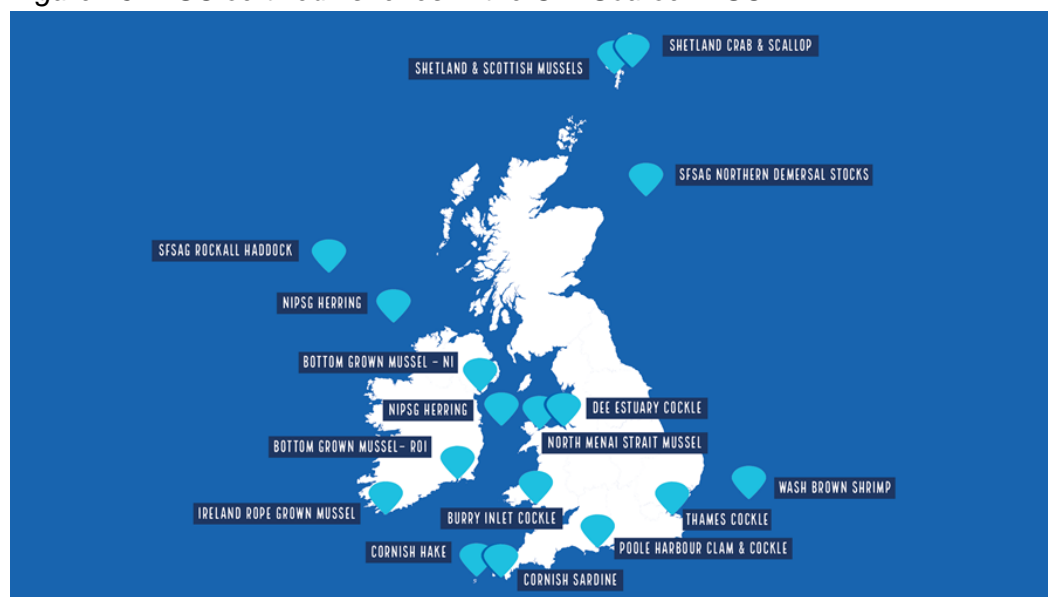 SHETLAND CRAB & SCALLOP
SHETLAND & SCOTTISH MUSSELS
SFSAG NORTHERN DEMERSAL STOCKS
SFSAG ROCKALL HADDOCK
NIPSG HERRING
BOTTOM GROWN MUSSEL - NI
NIPSG HERRING
DEE ESTUARY COCKLE
BOTTOM GROWN MUSSEL- ROI
NORTH MENAI STRAIT MUSSEL
WASH BROWN SHRIMP
IRELAND ROPE GROWN MUSSEL
BURRY INLET COCKLE
THAMES COCKLE
POOLE HARBOUR CLAM & COCKLE
CORNISH HAKE
CORNISH SARDINE